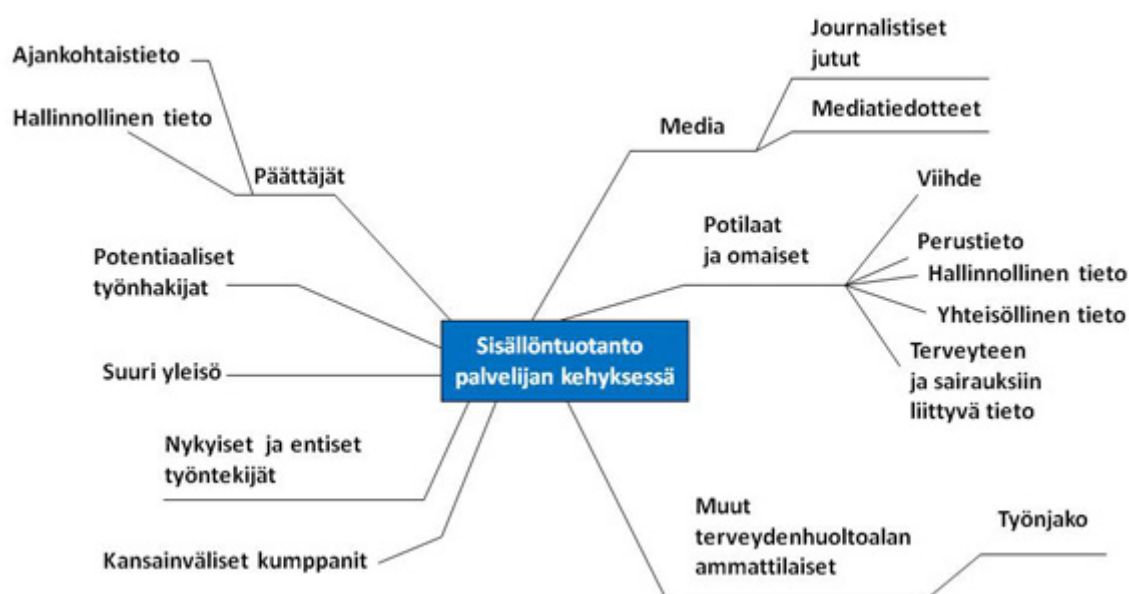 Ajankohtaistieto
Hallinnollinen tieto
Päättäjät
Potentiaaliset
työnhakijat
Suuri yleisö
Nykyiset ja entiset
työntekijät
Kansainväliset kumppanit
Sisällöntuotanto
palvelijan kehyksessä
Media
Journalistiset
jutut
Mediatiedotteet
Potilaat
ja omaiset
Viihde
Perustieto
Hallinnollinen tieto
Yhteisöllinen tieto
Terveyteen
ja sairauksiin
liittyvä tieto
Muut
terveydenhuoltoalan
ammattilaiset
Työnjako